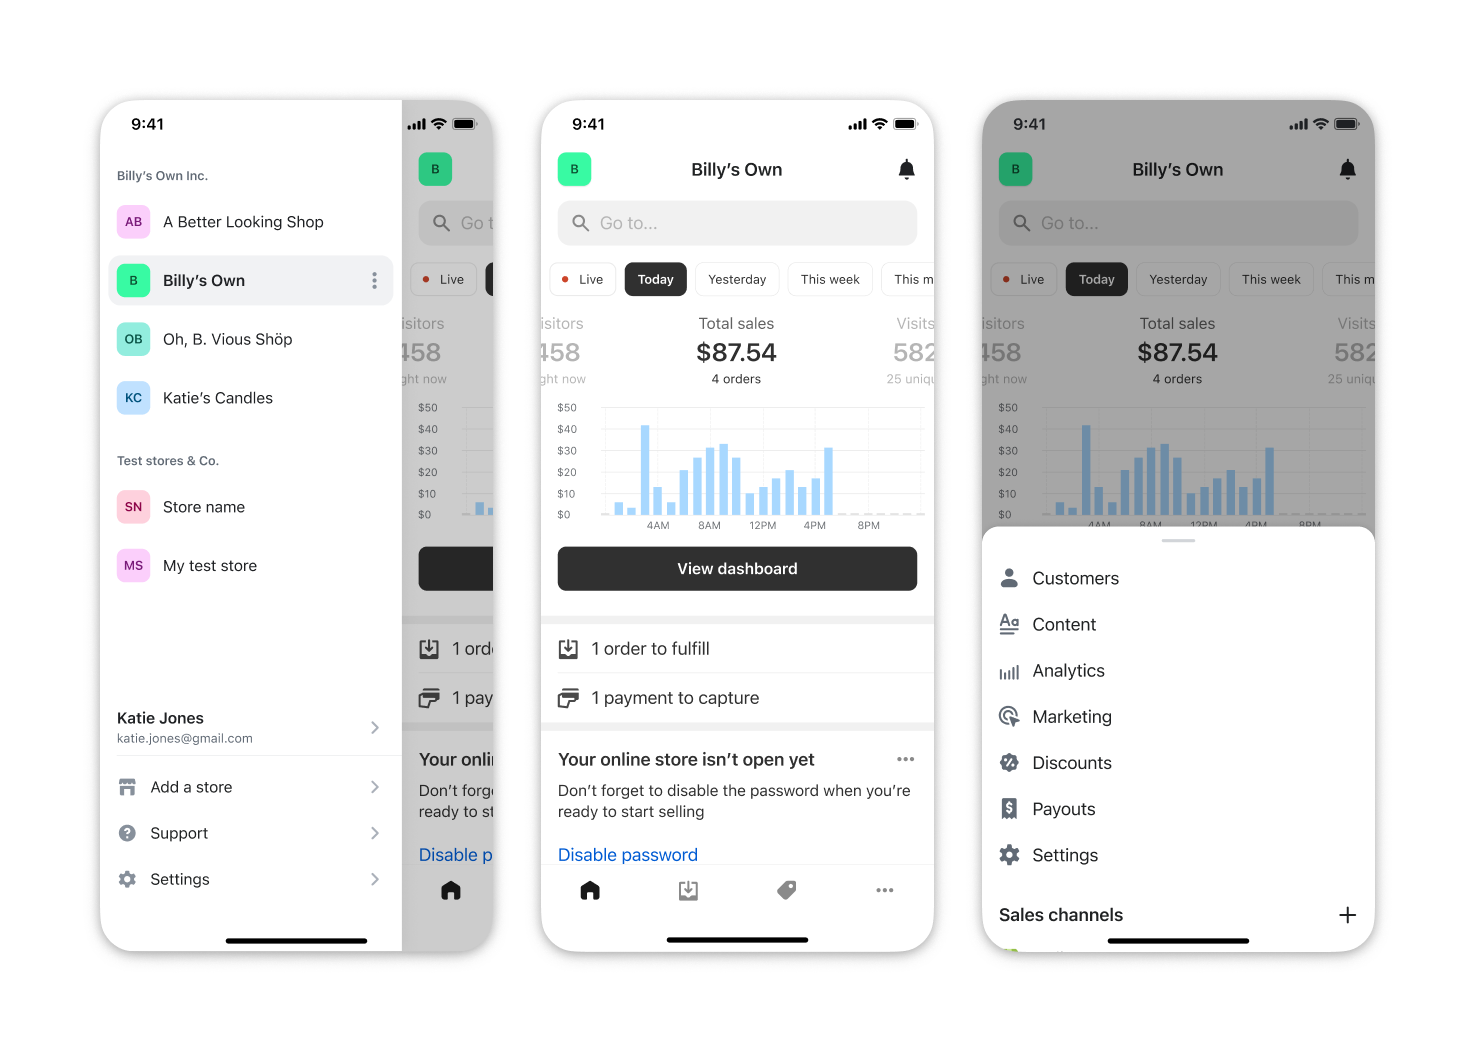 9:41
Billy’s Own Inc.
AB A Better Looking Shop
B Billy’s Own
OB Oh, B. Vious Shöp
KC Katie’s Candles
Test stores & Co.
SN Store name
MS My test store
Katie Jones
katie.jones@gmail.com
Add a store
Support
Settings
B
Go t
Live
isitors
458
ght now
$50
$40
$30
$20
$10
$0
1 ord
1 pay
Your onli
Don’t forg
ready to st
Disable p
9:41
B Billy’s Own
Go to...
Live Today Yesterday This week This m
isitors Total sales Visits
458 $87.54 582
ght now 4 orders 25 uniqu
$50
$40
$30
$20
$10
$0
4AM 8AM 12PM 4PM 8PM
View dashboard
1 order to fulfill
1 payment to capture
Your online store isn’t open yet
Don’t forget to disable the password when you’re
ready to start selling
Disable password
9:41
B Billy’s Own
Go to...
Live Today Yesterday This week This m
isitors Total sales Visits
458 $87.54 582
ght now 4 orders 25 uniqu
$50
$40
$30
$20
$10
$0
4AM 8AM 12PM 4PM 8PM
Customers
Aa Content
Analytics
Marketing
Discounts
Payouts
Settings
Sales channels